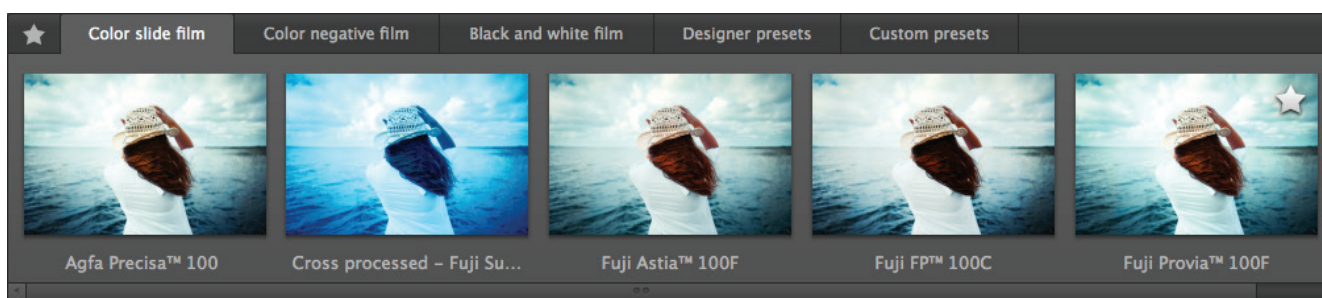 Color slide film Color negative film Black and white film Designer presets Custom presets
Agfa Precisa™ 100 Cross processed – Fuji Su... Fuji Astia™ 100F Fuji FP™ 100C Fuji Provia™ 100F